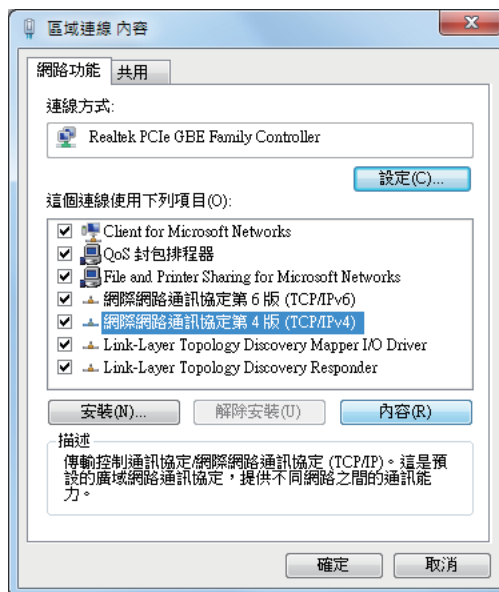 區域連線 內容
網路功能 共用
連線方式:
Realtek PCIe GBE Family Controller
設定(C)...
這個連線使用下列項目(O):
Client for Microsoft Networks
QoS 封包排程器
File and Printer Sharing for Microsoft Networks
網際網路通訊協定第 6 版 (TCP/IPv6)
網際網路通訊協定第 4 版 (TCP/IPv4)
Link-Layer Topology Discovery Mapper I/O Driver
Link-Layer Topology Discovery Responder
安裝(N)... 解除安裝(U) 內容(R)
描述
傳輸控制通訊協定/網際網路通訊協定 (TCP/IP)。這是預
設的廣域網路通訊協定，提供不同網路之間的通訊能
力。
確定 取消